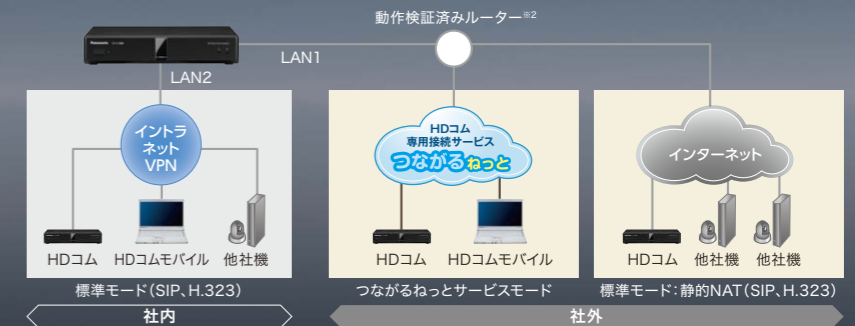 動作検証済みルーター※2
Panasonic
LAN1
LAN2
イントラ
ネット
VPN
HDコム
HDコムモバイル
他社機
標準モード(SIP、H.323)
社内
HDコム
専用接続サービス
つながるねっと
HDコム
HDコムモバイル
つながるねっとサービスモード
インターネット
HDコム
他社機
他社機
標準モード:静的NAT(SIP、H.323)
社外